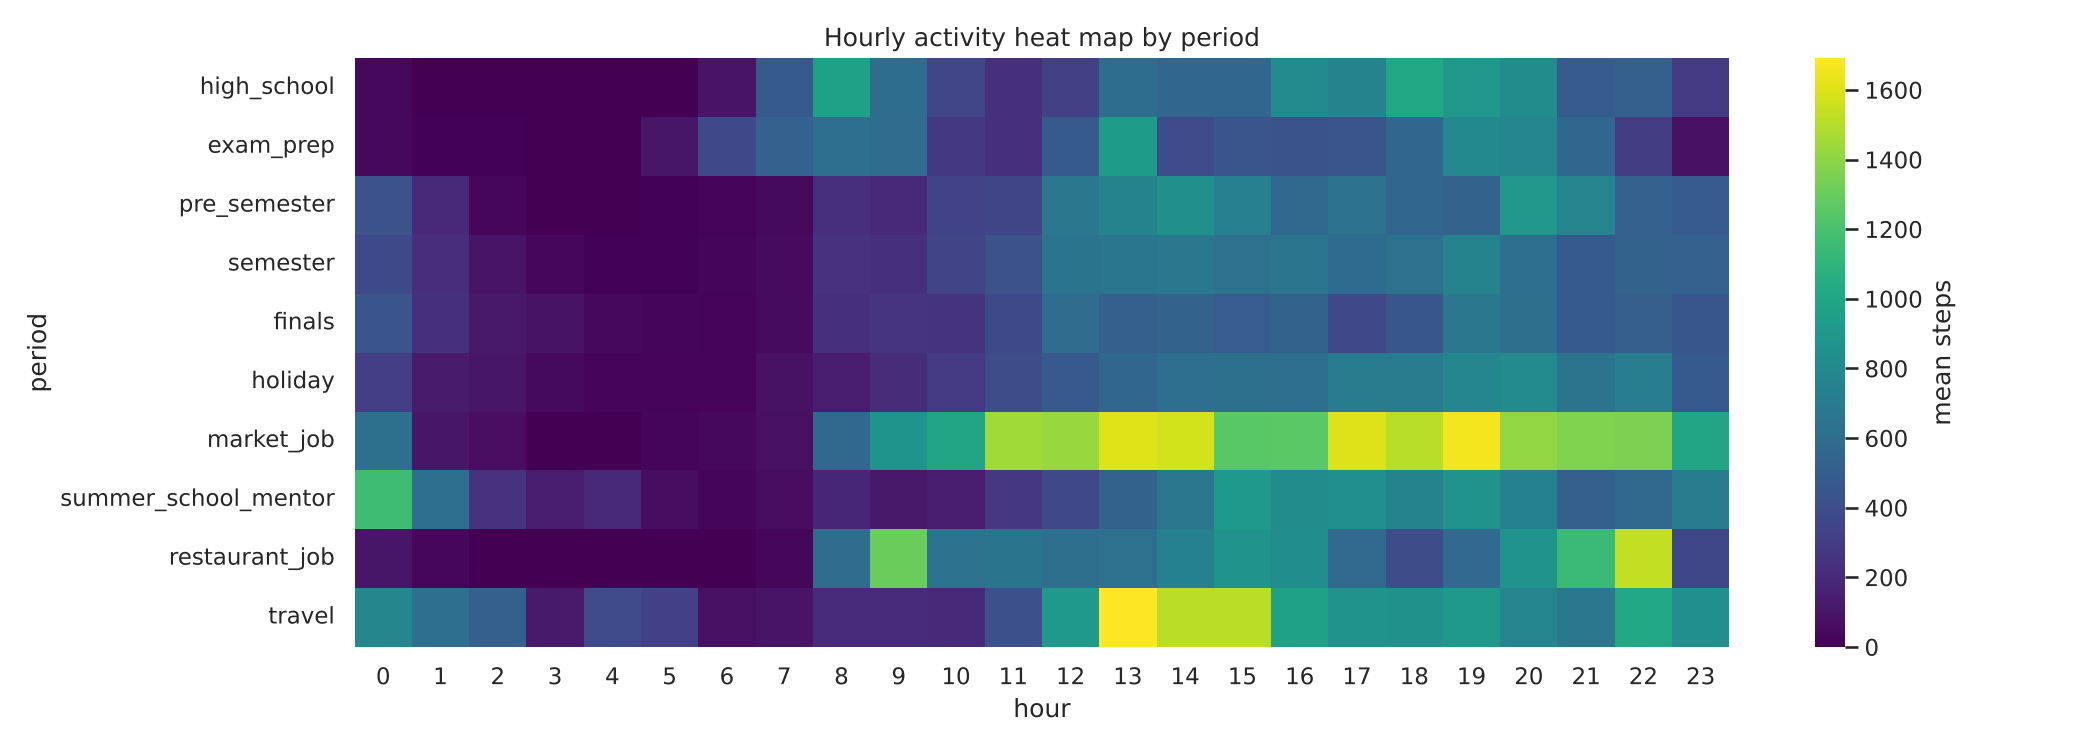 Hourly activity heat map by period
high_school
exam_prep
pre_semester
semester
finals
holiday
market_job
summer_school_mentor
restaurant_job
travel
period
0 1 2 3 4 5 6 7 8 9 10 11 12 13 14 15 16 17 18 19 20 21 22 23
hour
1600
1400
1200
1000
800
600
400
200
0
mean steps